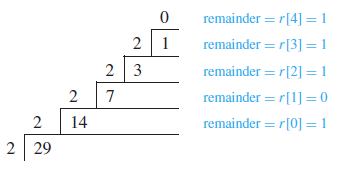 0 remainder = r[4] = 1
2 1 remainder = r[3] = 1
2 3 remainder = r[2] = 1
2 7 remainder = r[1] = 0
2 14 remainder = r[0] = 1
2 29